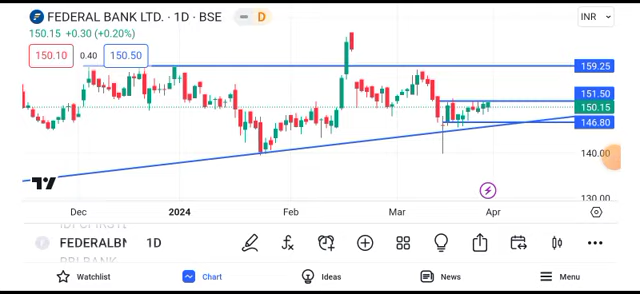 FEDERAL BANK LTD. · 1D · BSE
D
INR
150.15 +0.30 (+0.20%)
150.10
0.40
150.50
159.25
151.50
150.15
146.80
140.00
130.00
Dec
2024
Feb
Mar
Apr
FEDERALBN
1D
Watchlist
Chart
Ideas
News
Menu